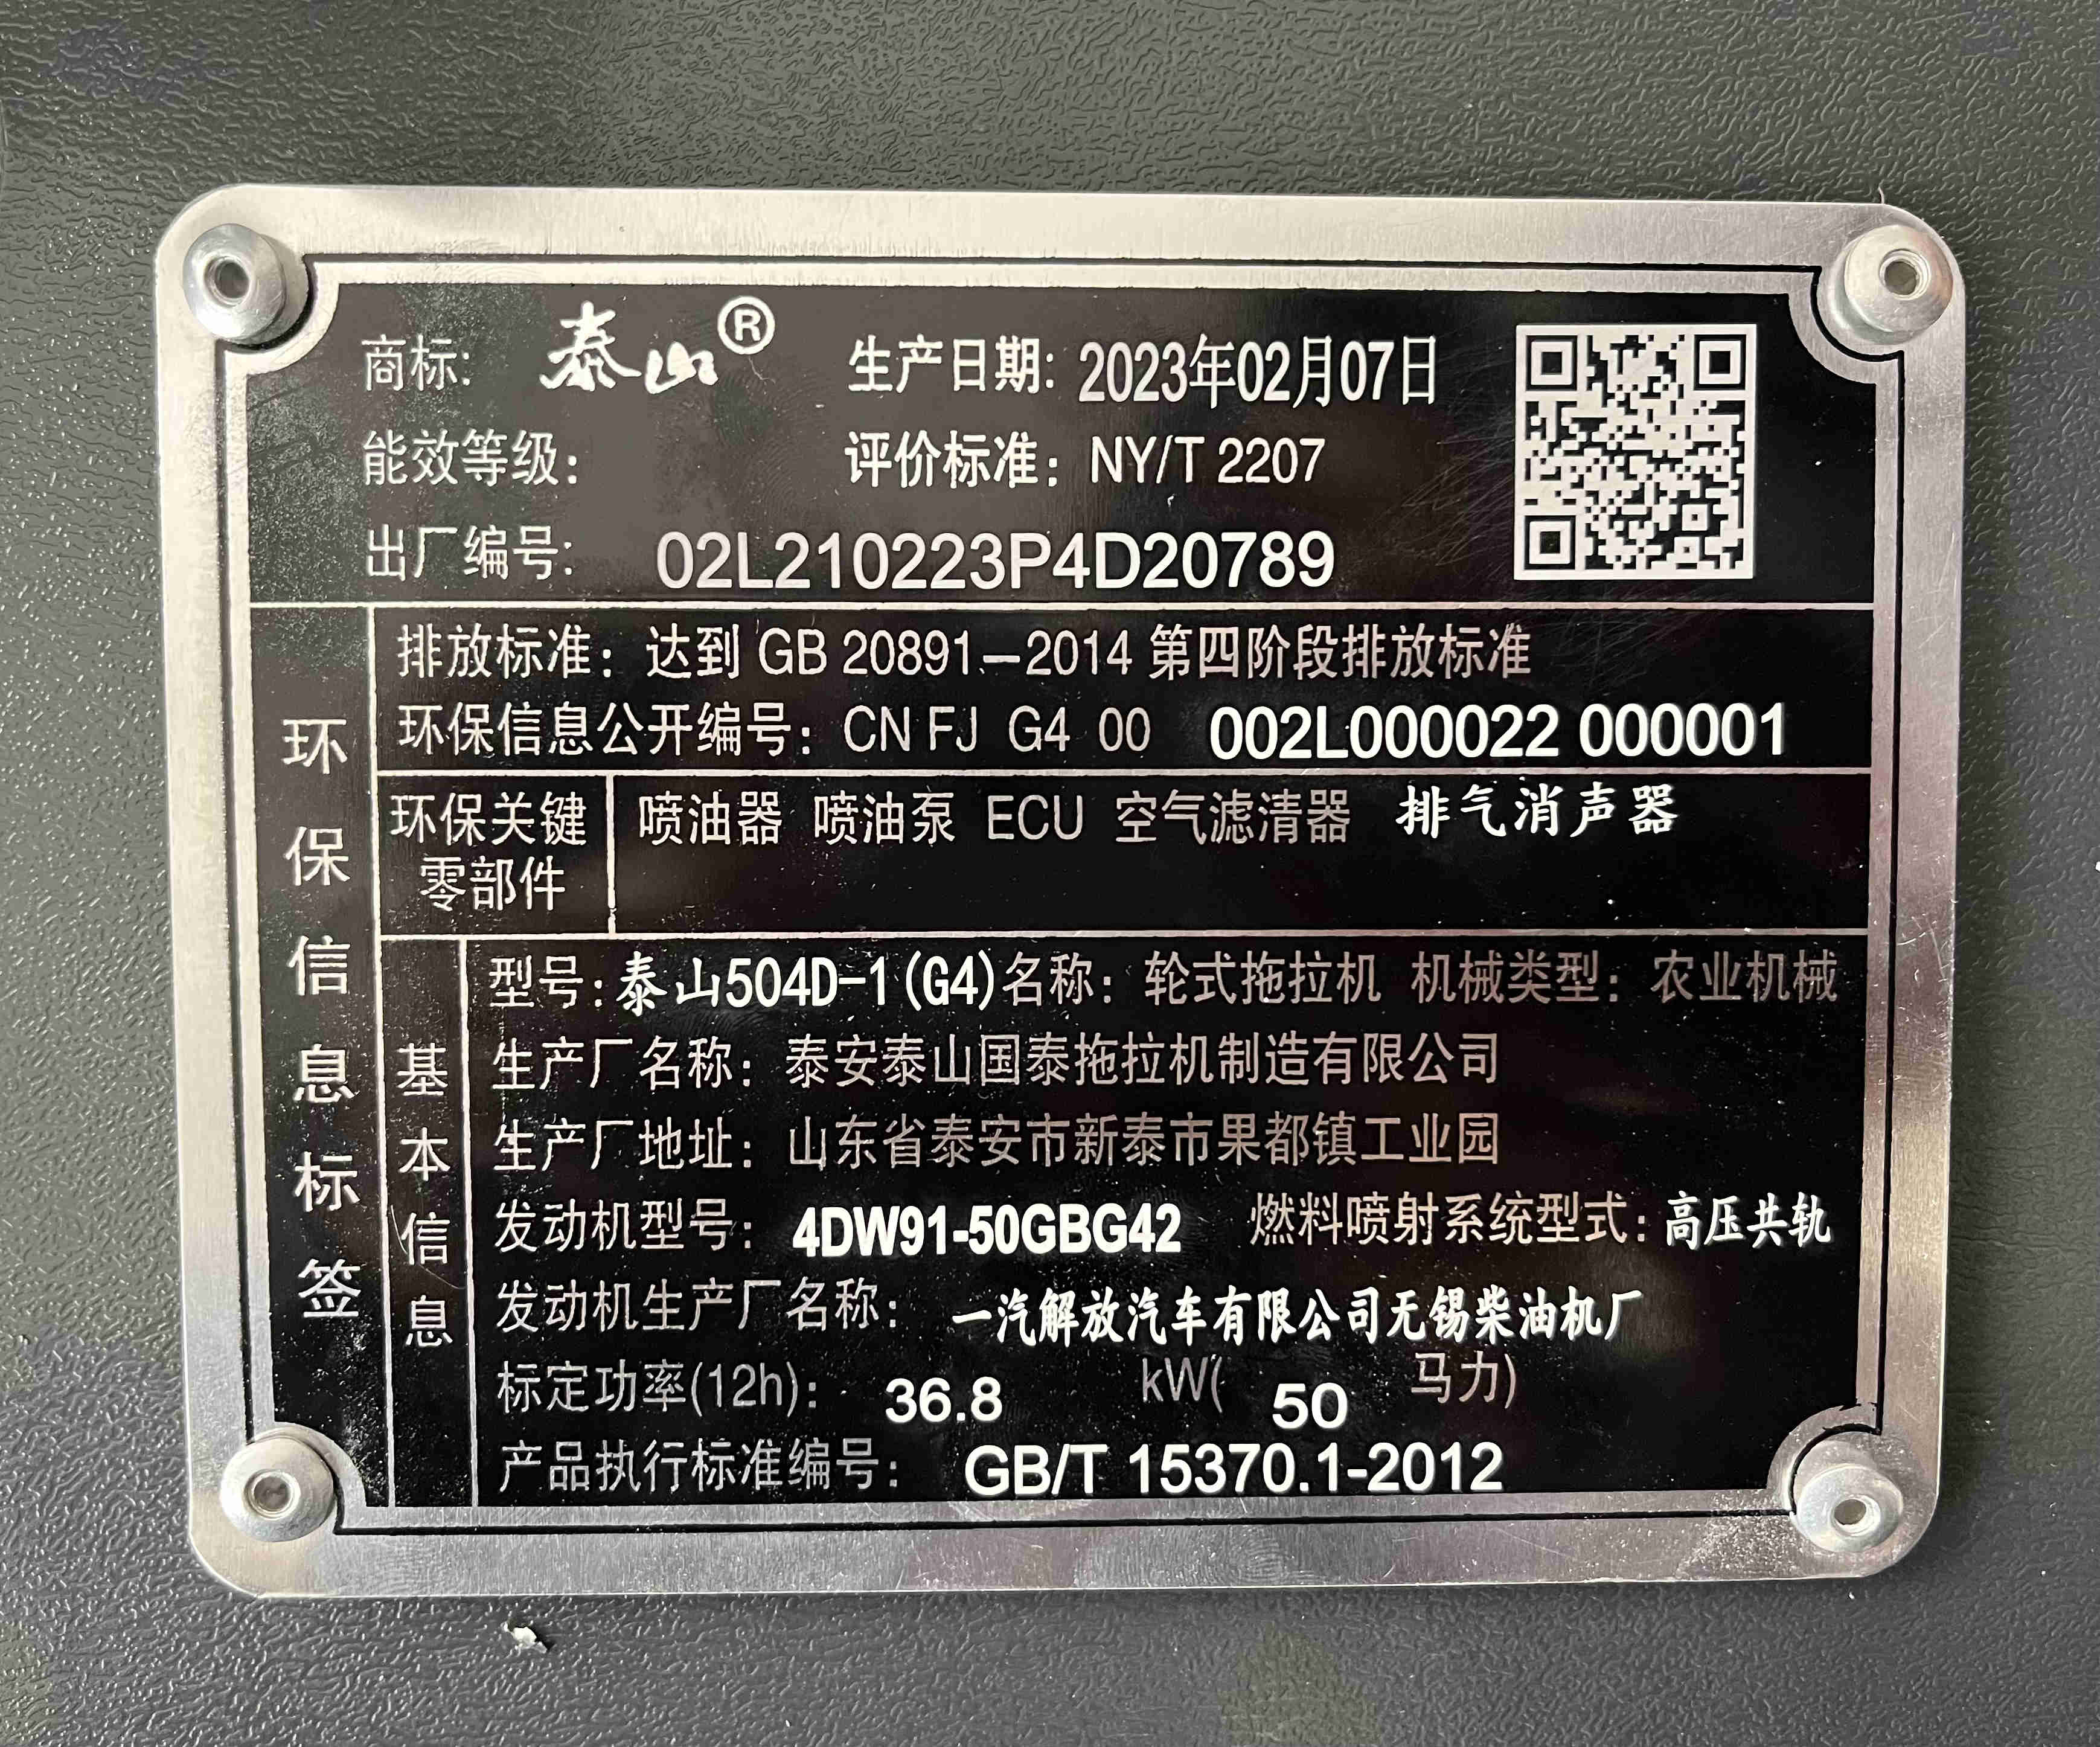 商标: 泰山® 生产日期: 2023年02月07日
能效等级: 评价标准: NY/T 2207
出厂编号: 02L210223P4D20789
环保信息标签
排放标准: 达到 GB 20891—2014 第四阶段排放标准
环保信息公开编号: CN FJ G4 00 002L000022 000001
环保关键零部件
喷油器 喷油泵 ECU 空气滤清器 排气消声器
基本信息
型号: 泰山504D-1(G4) 名称: 轮式拖拉机 机械类型: 农业机械
生产厂名称: 泰安泰山国泰拖拉机制造有限公司
生产厂地址: 山东省泰安市新泰市果都镇工业园
发动机型号: 4DW91-50GBG42 燃料喷射系统型式: 高压共轨
发动机生产厂名称: 一汽解放汽车有限公司无锡柴油机厂
标定功率(12h): 36.8 kW( 50 马力)
产品执行标准编号: GB/T 15370.1-2012